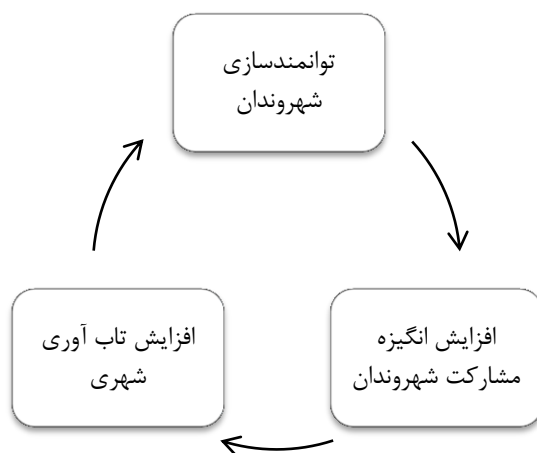 توانمندسازی
شهروندان
افزایش انگیزه
مشارکت شهروندان
افزایش تاب آوری
شهری